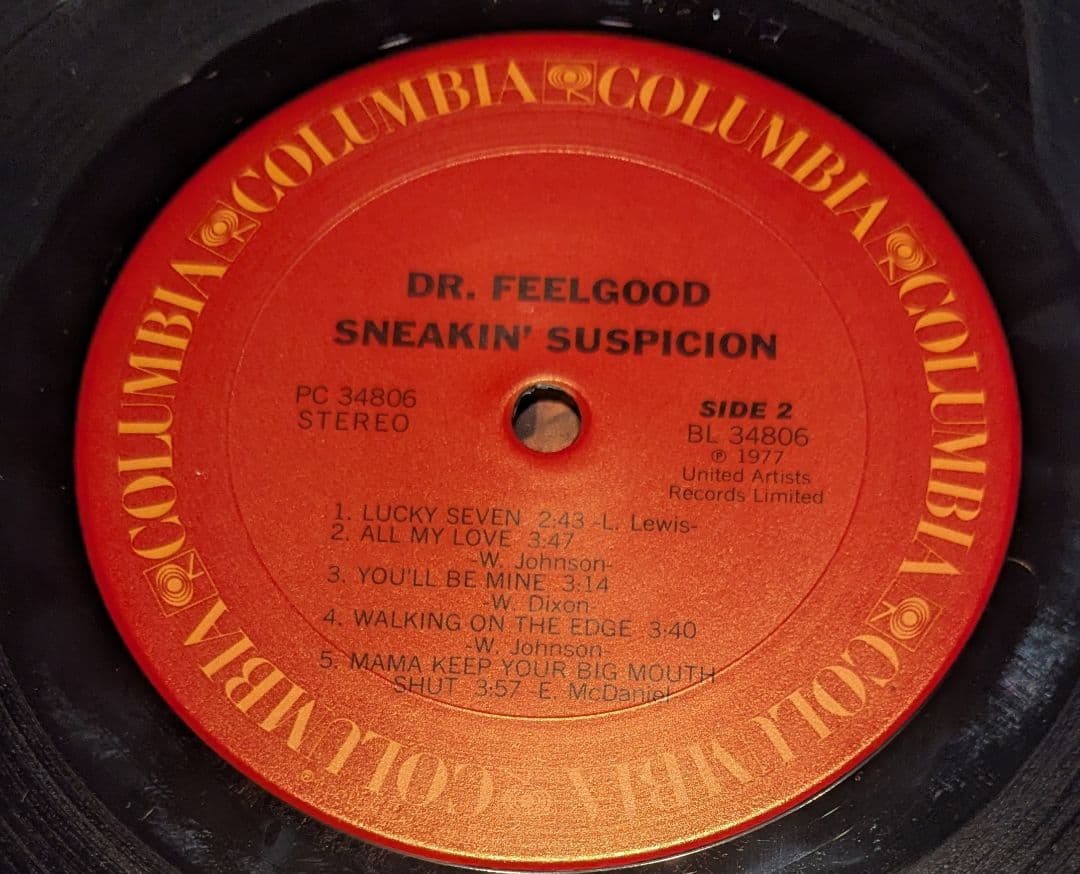 COLUMBIA COLUMBIA COLUMBIA COLUMBIA COLUMBIA COLUMBIA COLUMBIA COLUMBIA
DR. FEELGOOD
SNEAKIN' SUSPICION
PC 34806
STEREO
SIDE 2
BL 34806
℗ 1977
United Artists
Records Limited
1. LUCKY SEVEN 2:43 -L. Lewis-
2. ALL MY LOVE 3:47
-W. Johnson-
3. YOU'LL BE MINE 3:14
-W. Dixon-
4. WALKING ON THE EDGE 3:40
-W. Johnson-
5. MAMA KEEP YOUR BIG MOUTH
SHUT 3:57 E. McDaniel